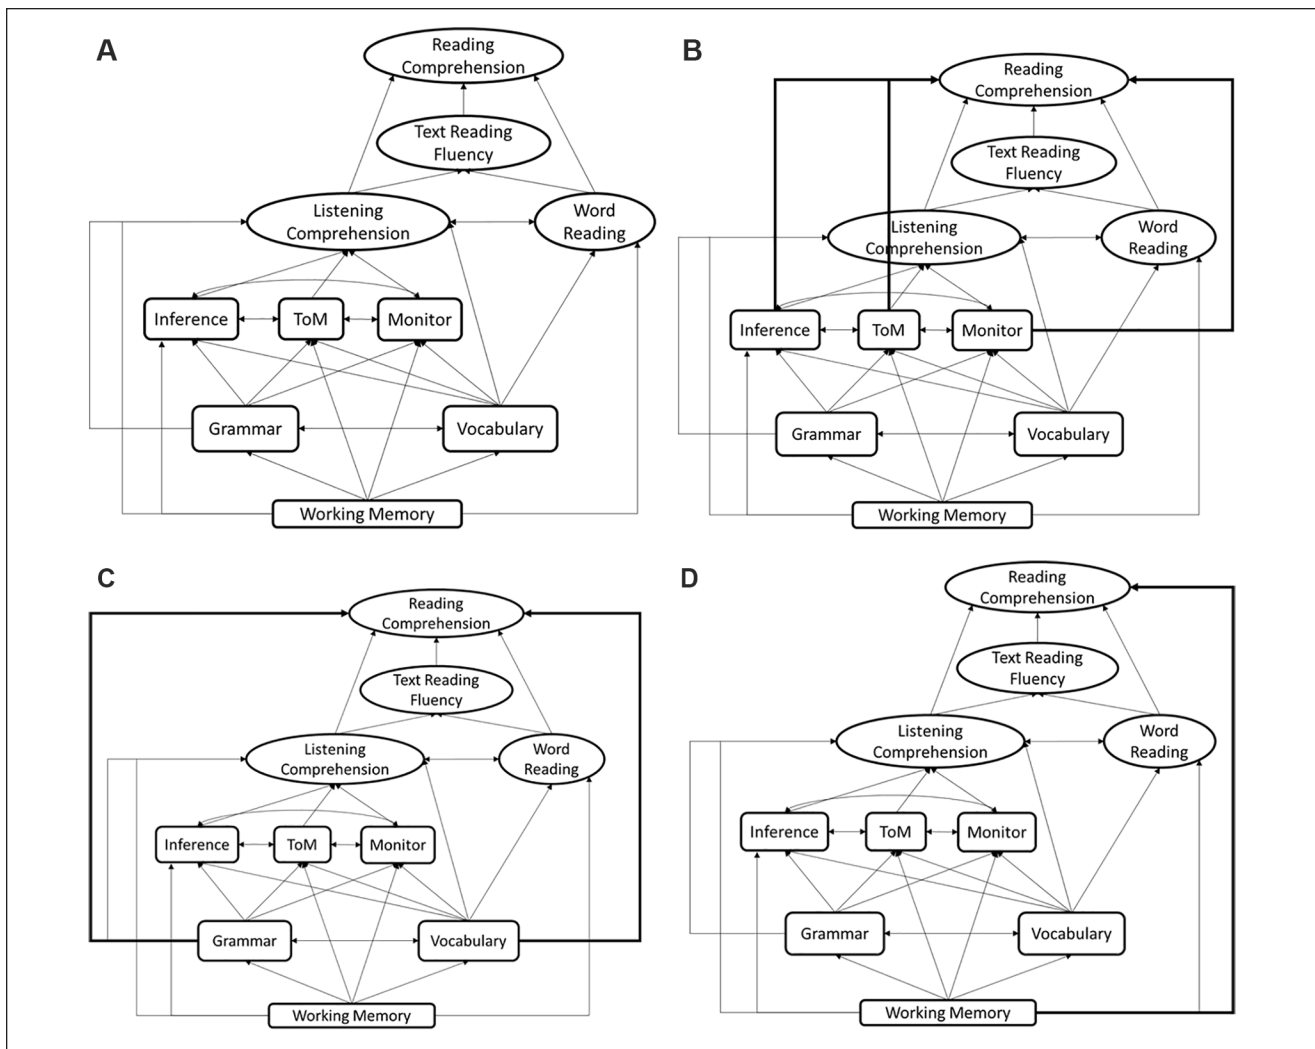 A
Reading
Comprehension
Text Reading
Fluency
Listening
Comprehension
Word
Reading
Inference
ToM
Monitor
Grammar
Vocabulary
Working Memory
B
Reading
Comprehension
Text Reading
Fluency
Listening
Comprehension
Word
Reading
Inference
ToM
Monitor
Grammar
Vocabulary
Working Memory
C
Reading
Comprehension
Text Reading
Fluency
Listening
Comprehension
Word
Reading
Inference
ToM
Monitor
Grammar
Vocabulary
Working Memory
D
Reading
Comprehension
Text Reading
Fluency
Listening
Comprehension
Word
Reading
Inference
ToM
Monitor
Grammar
Vocabulary
Working Memory